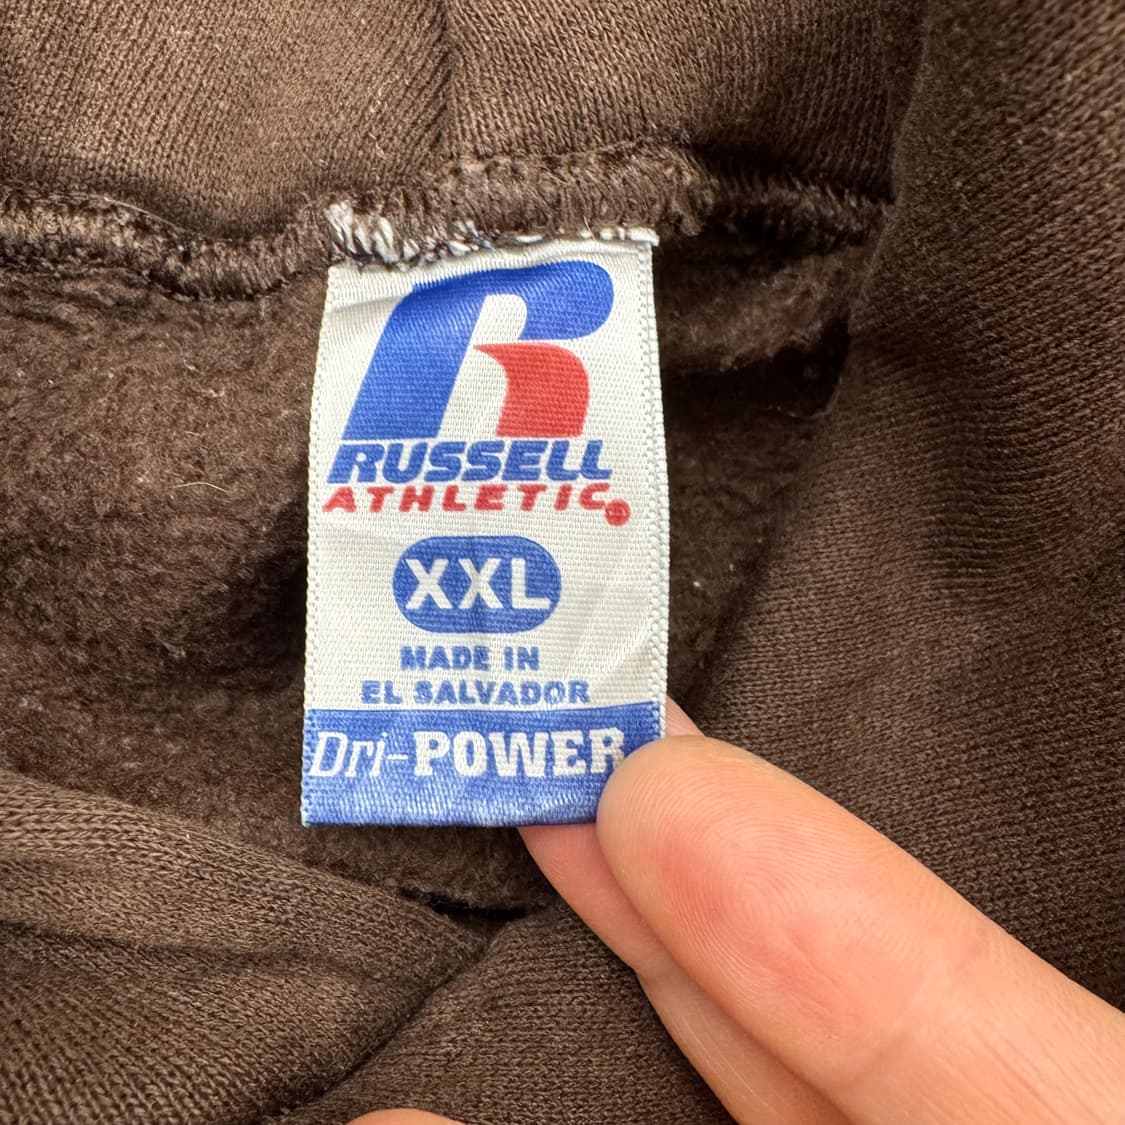 R
RUSSELL
ATHLETIC®
XXL
MADE IN
EL SALVADOR
Dri-POWER